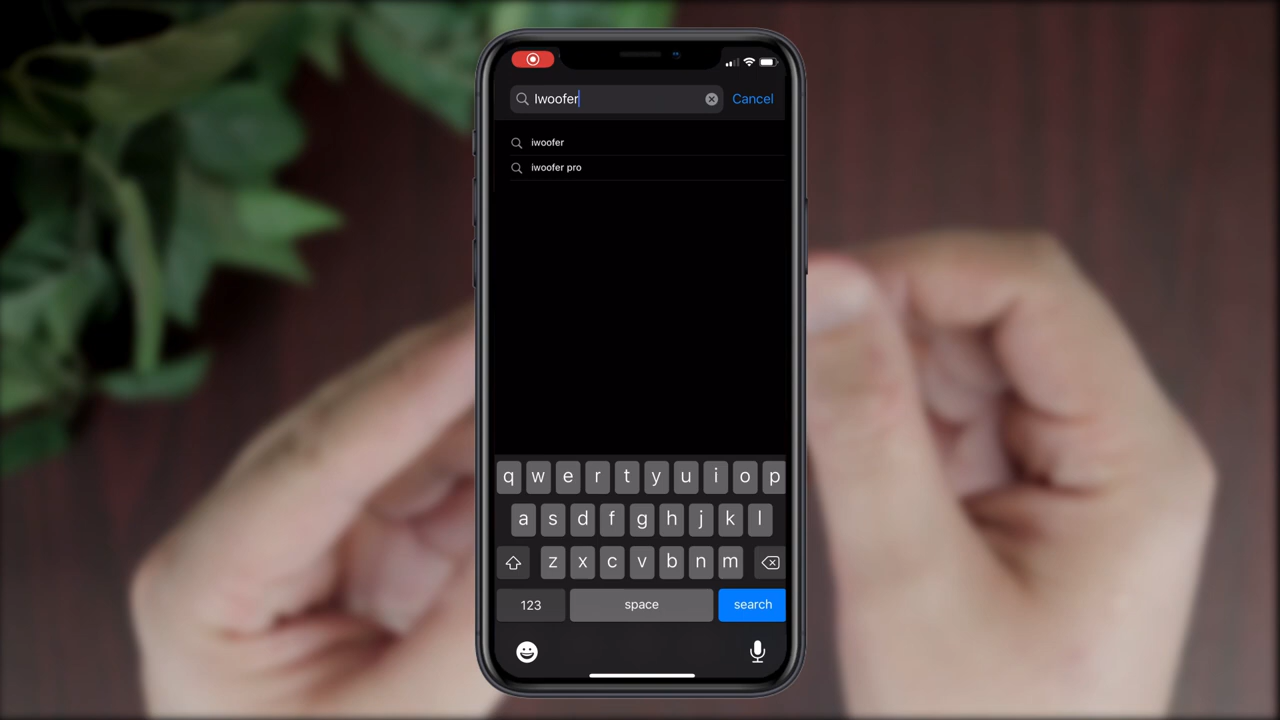 Iwoofer
Cancel
iwoofer
iwoofer pro
q w e r t y u i o p
a s d f g h j k l
z x c v b n m
123 space search